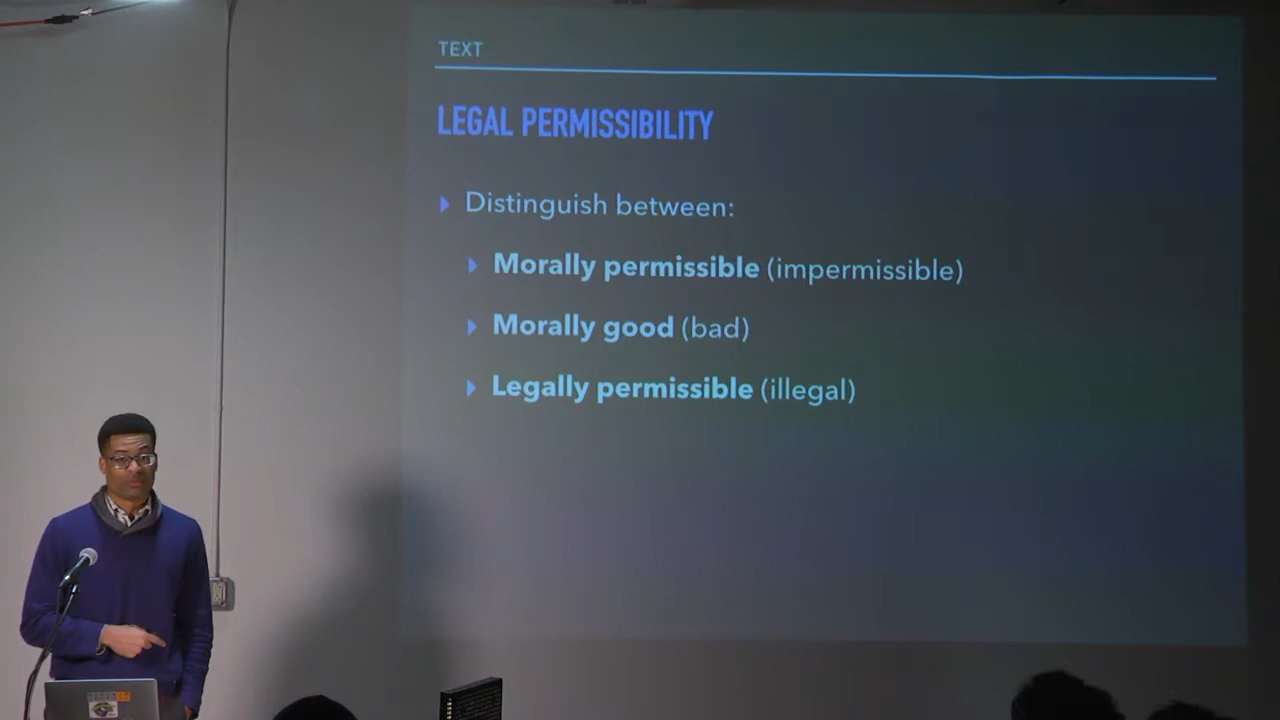 TEXT
LEGAL PERMISSIBILITY
Distinguish between:
Morally permissible (impermissible)
Morally good (bad)
Legally permissible (illegal)